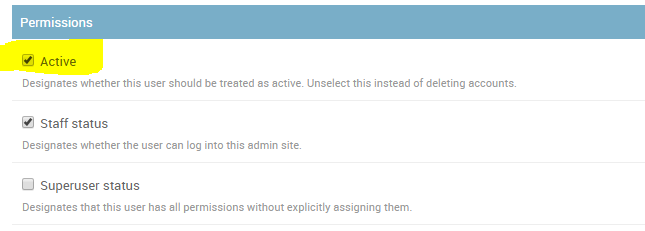 Permissions
Active
Designates whether this user should be treated as active. Unselect this instead of deleting accounts.
Staff status
Designates whether the user can log into this admin site.
Superuser status
Designates that this user has all permissions without explicitly assigning them.